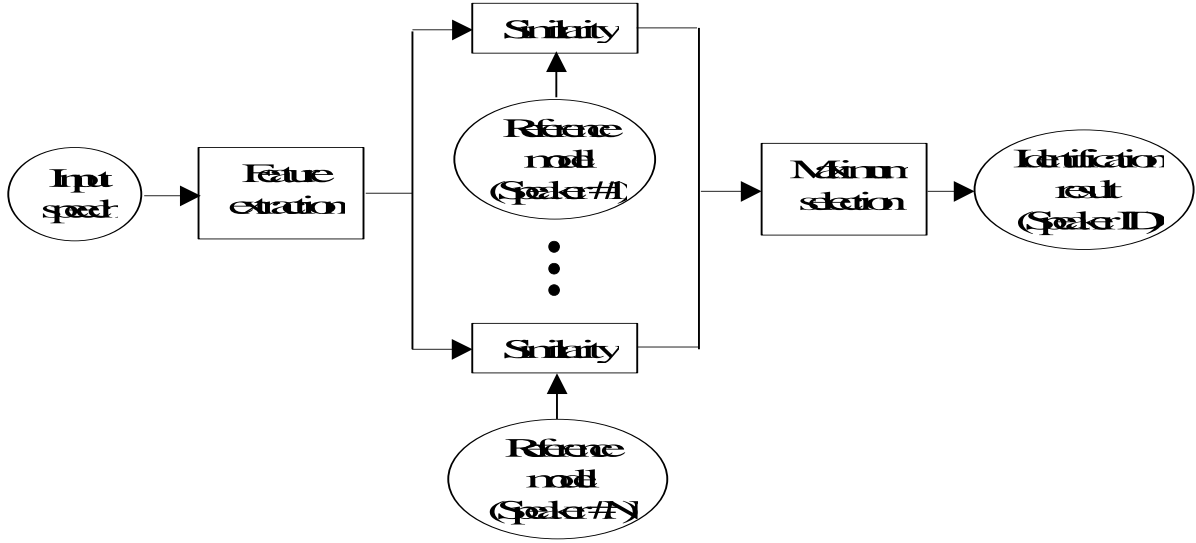 Similarity
Reference
model
(Speaker #1)
Input
speech
Feature
extraction
Maximum
selection
Identification
result
(Speaker ID)
Similarity
Reference
model
(Speaker #N)